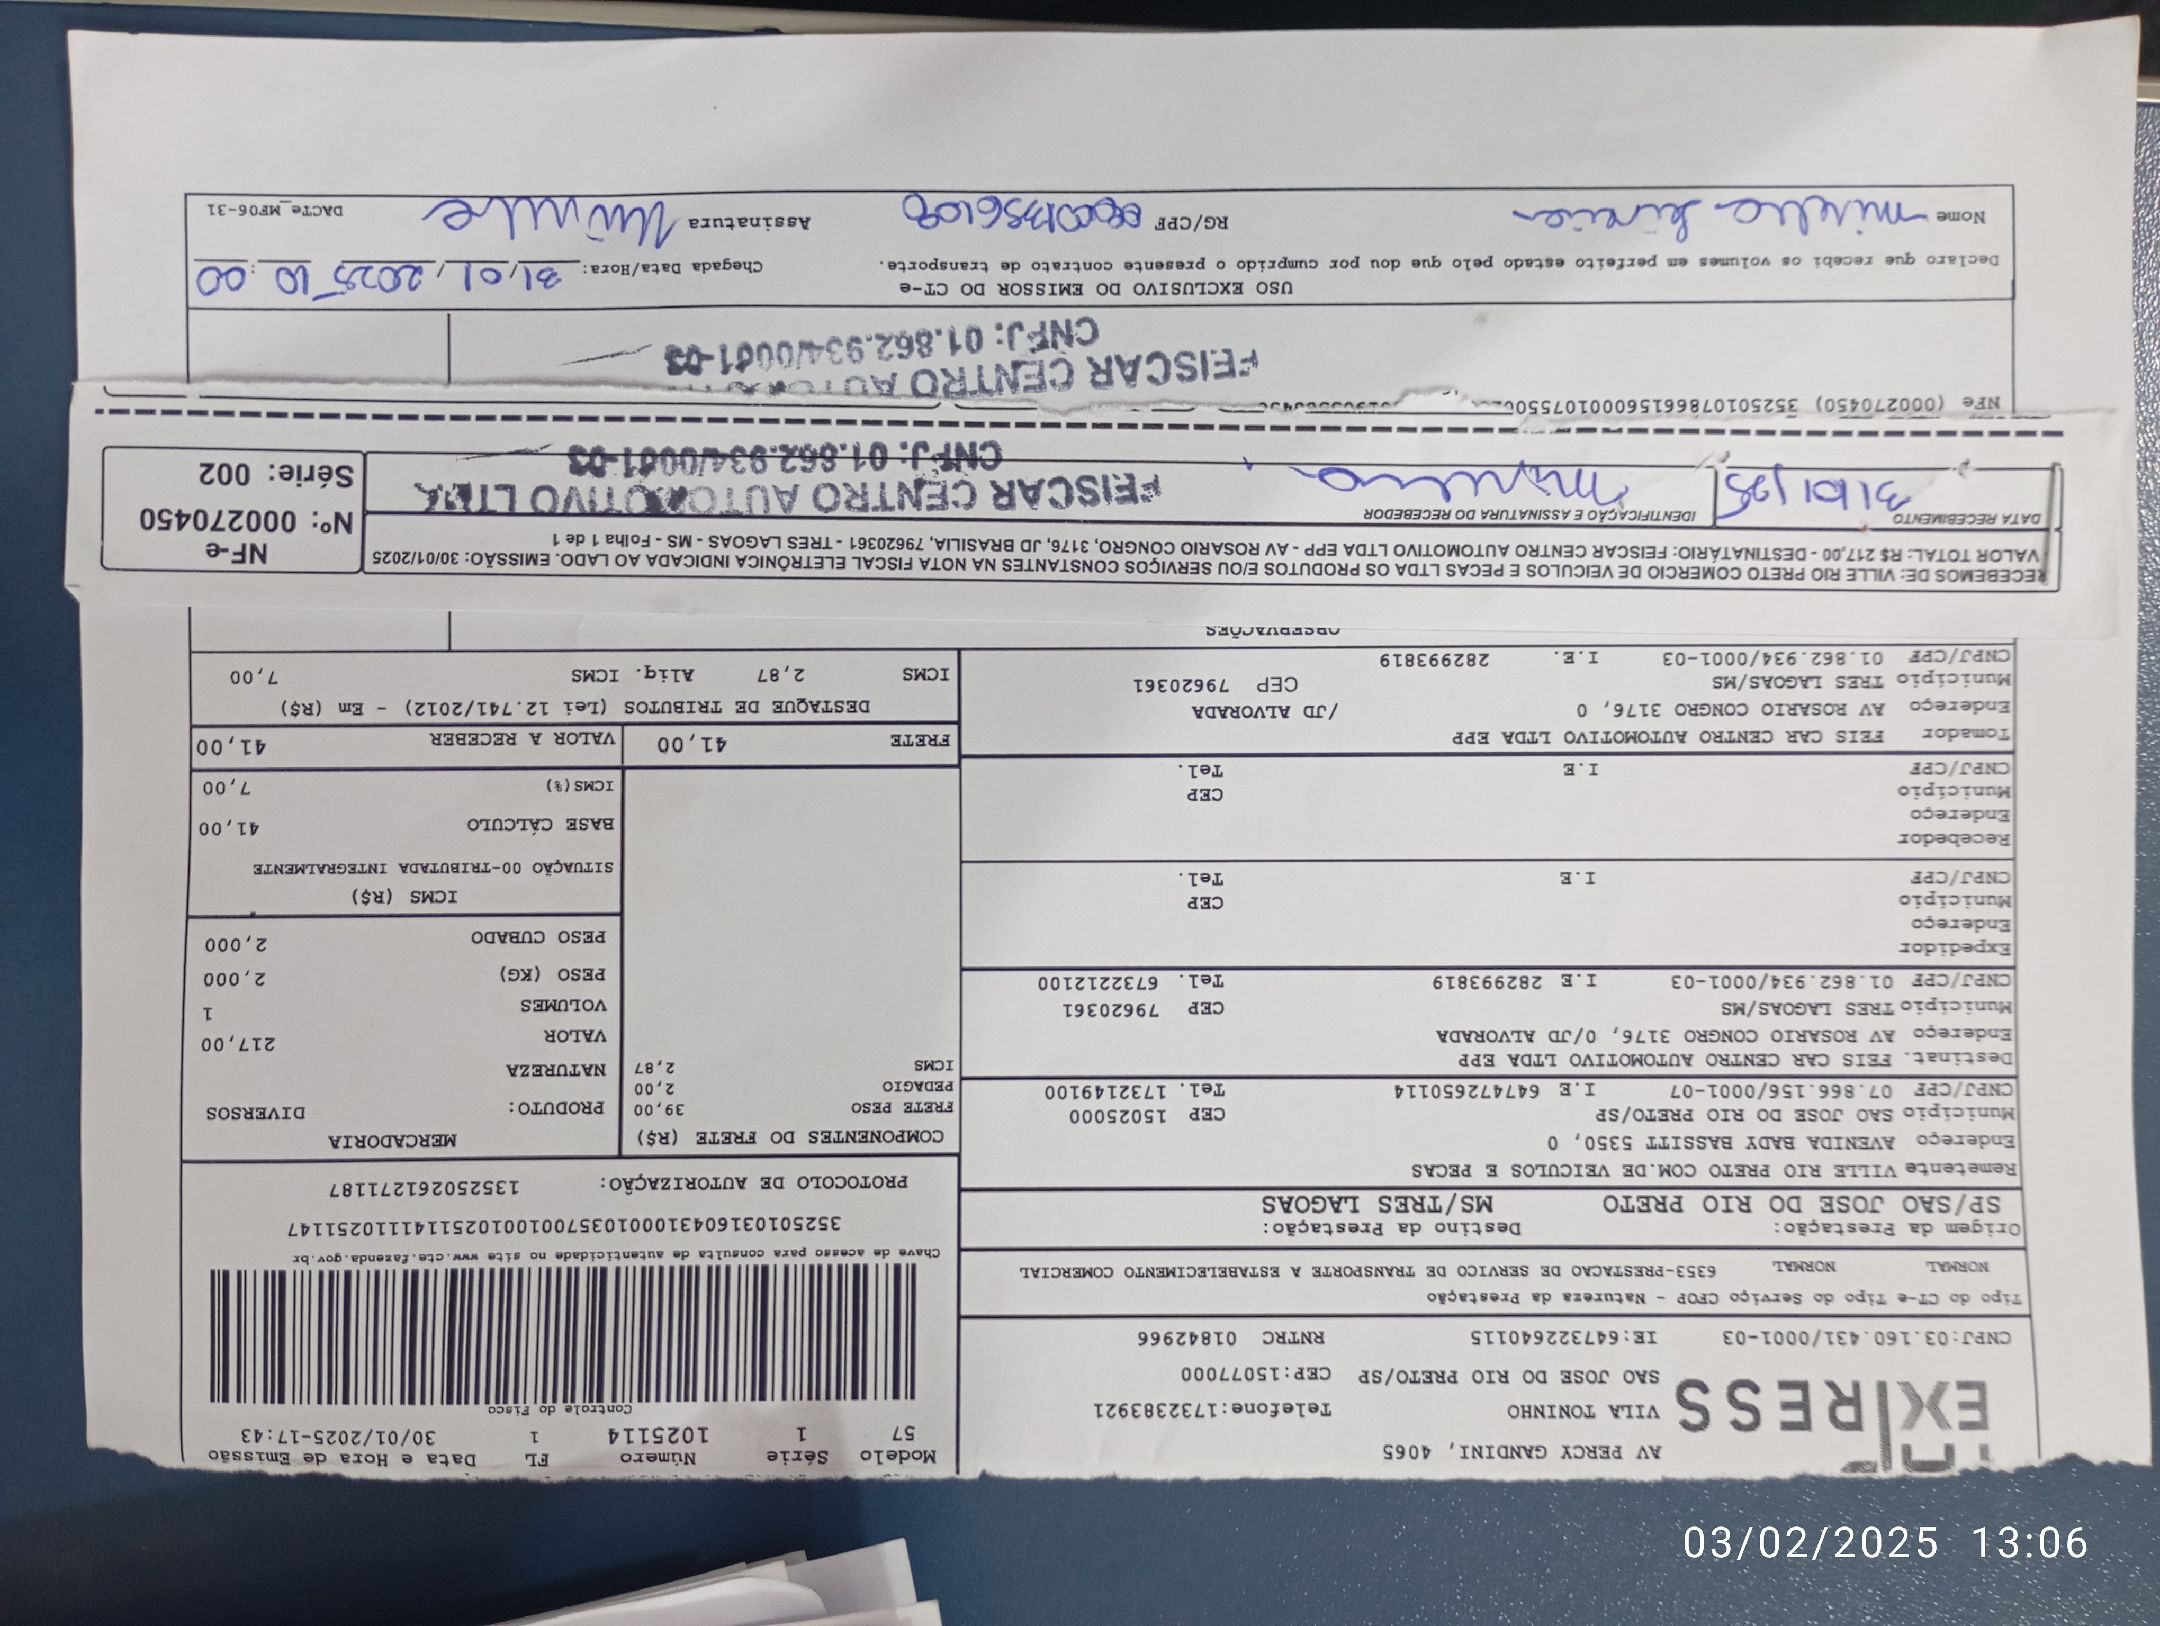 EXPRESS
AV PERCY GANDINI, 4065
VILA TONINHO Telefone:1732383921
SAO JOSE DO RIO PRETO/SP CEP:15077000
CNPJ:03.160.431/0001-03 IE:647322640115 RNTRC 01842966
Modelo Série Número FL Data e Hora de Emissão
57 1 1025114 1 30/01/2025-17:43
Controle do Fisco
Tipo do CT-e Tipo do Serviço CFOP - Natureza da Prestação
NORMAL NORMAL 6353-PRESTACAO DE SERVICO DE TRANSPORTE A ESTABELECIMENTO COMERCIAL
Chave de acesso para consulta de autenticidade no site www.cte.fazenda.gov.br
352501031604310001035700100102511411110251147
Origem da Prestação: Destino da Prestação:
SP/SAO JOSE DO RIO PRETO MS/TRES LAGOAS
PROTOCOLO DE AUTORIZAÇÃO: 135250261271187
Remetente VILLE RIO PRETO COM.DE VEICULOS E PECAS
Endereço AVENIDA BADY BASSITT 5350, 0
Município SAO JOSE DO RIO PRETO/SP CEP 15025000
CNPJ/CPF 07.866.156/0001-07 I.E 647472650114 Tel. 1732149100
Destinat. FEIS CAR CENTRO AUTOMOTIVO LTDA EPP
Endereço AV ROSARIO CONGRO 3176, 0/JD ALVORADA
Município TRES LAGOAS/MS CEP 79620361
CNPJ/CPF 01.862.934/0001-03 I.E 282993819 Tel. 6732212100
Expedidor
Endereço
Município CEP
CNPJ/CPF I.E Tel.
Recebedor
Endereço
Município CEP
CNPJ/CPF I.E Tel.
Tomador FEIS CAR CENTRO AUTOMOTIVO LTDA EPP
Endereço AV ROSARIO CONGRO 3176, 0 /JD ALVORADA
Município TRES LAGOAS/MS CEP 79620361
CNPJ/CPF 01.862.934/0001-03 I.E. 282993819
COMPONENTES DO FRETE (R$)
FRETE PESO 39,00
PEDAGIO 2,00
ICMS 2,87
MERCADORIA
PRODUTO: DIVERSOS
NATUREZA
VALOR 217,00
VOLUMES 1
PESO (KG) 2,000
PESO CUBADO 2,000
ICMS (R$)
SITUAÇÃO 00-TRIBUTADA INTEGRALMENTE
BASE CÁLCULO 41,00
ICMS(%) 7,00
FRETE 41,00 VALOR A RECEBER 41,00
DESTAQUE DE TRIBUTOS (Lei 12.741/2012) - Em (R$)
ICMS 2,87 Aliq. ICMS 7,00
OBSERVAÇÕES
RECEBEMOS DE: VILLE RIO PRETO COMERCIO DE VEICULOS E PECAS LTDA OS PRODUTOS E/OU SERVIÇOS CONSTANTES NA NOTA FISCAL ELETRÔNICA INDICADA AO LADO. EMISSÃO: 30/01/2025
VALOR TOTAL: R$ 217,00 - DESTINATÁRIO: FEISCAR CENTRO AUTOMOTIVO LTDA EPP - AV ROSARIO CONGRO, 3176, JD BRASILIA, 79620361 - TRES LAGOAS - MS - Folha 1 de 1
NF-e
Nº: 000270450
Série: 002
DATA RECEBIMENTO IDENTIFICAÇÃO E ASSINATURA DO RECEBEDOR
31/01/25
FEISCAR CENTRO AUTOMOTIVO LTDA
CNPJ: 01.862.934/0001-03
NFe (000270450) 35250107866156000107550
FEISCAR CENTRO
CNPJ: 01.862.934/0001-03
USO EXCLUSIVO DO EMISSOR DO CT-e
Declaro que recebi os volumes em perfeito estado pelo que dou por cumprido o presente contrato de transporte. Chegada Data/Hora: 31/01/2025 10:00
Nome RG/CPF Assinatura DACTe_MF06-31
03/02/2025 13:06